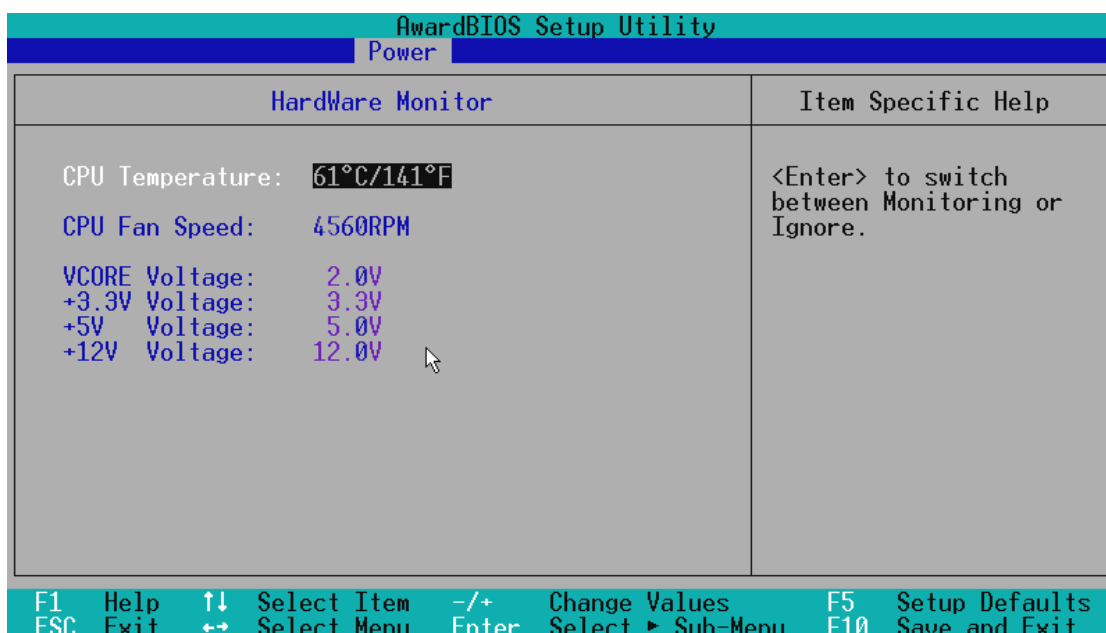 AwardBIOS Setup Utility
Power
HardWare Monitor
Item Specific Help
CPU Temperature: 61°C/141°F
CPU Fan Speed: 4560RPM
VCORE Voltage: 2.0V
+3.3V Voltage: 3.3V
+5V Voltage: 5.0V
+12V Voltage: 12.0V
<Enter> to switch
between Monitoring or
Ignore.
F1 Help ↑↓ Select Item -/+ Change Values F5 Setup Defaults
ESC Exit ←→ Select Menu Enter Select ► Sub-Menu F10 Save and Exit